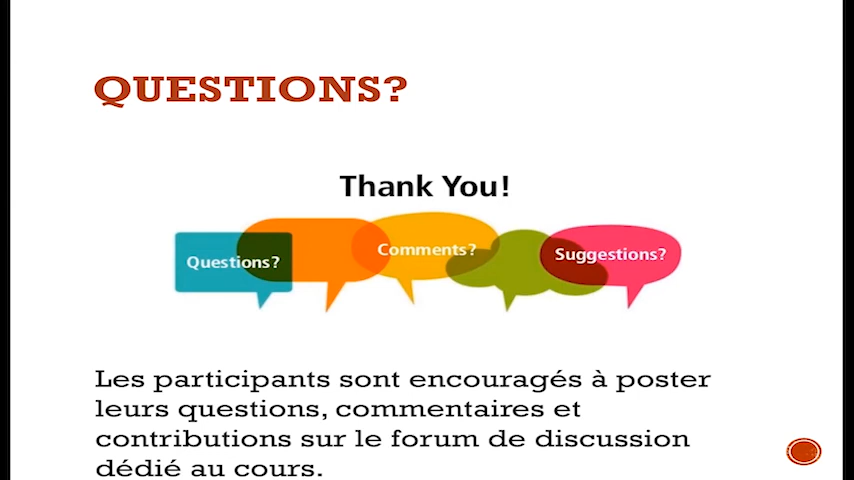 QUESTIONS?
Thank You!
Questions?
Comments?
Suggestions?
Les participants sont encouragés à poster
leurs questions, commentaires et
contributions sur le forum de discussion
dédié au cours.